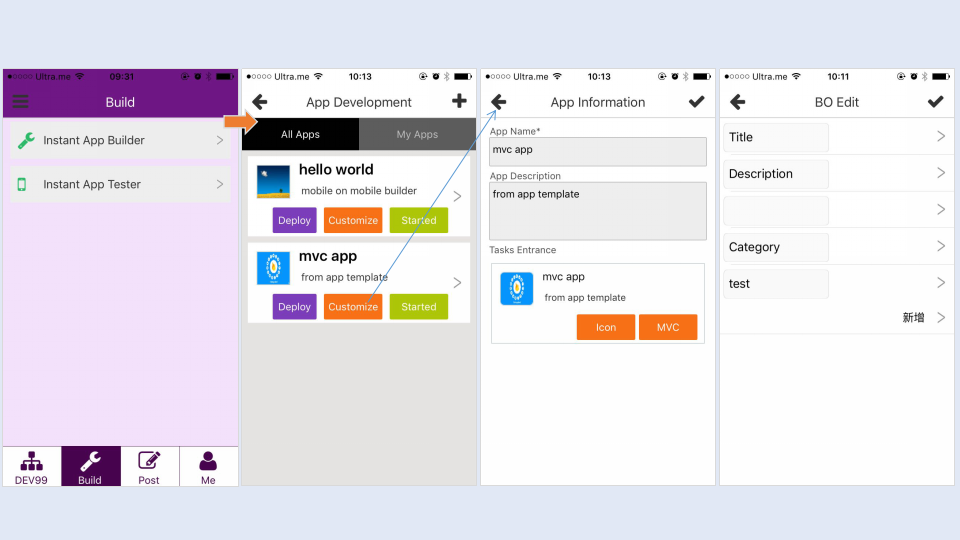 Ultra.me 09:31
Build
Instant App Builder
Instant App Tester
DEV99 Build Post Me
Ultra.me 10:13
App Development
All Apps My Apps
hello world
mobile on mobile builder
Deploy Customize Started
mvc app
from app template
Deploy Customize Started
Ultra.me 10:13
App Information
App Name*
mvc app
App Description
from app template
Tasks Entrance
mvc app
from app template
Icon MVC
Ultra.me 10:11
BO Edit
Title
Description
Category
test
新增